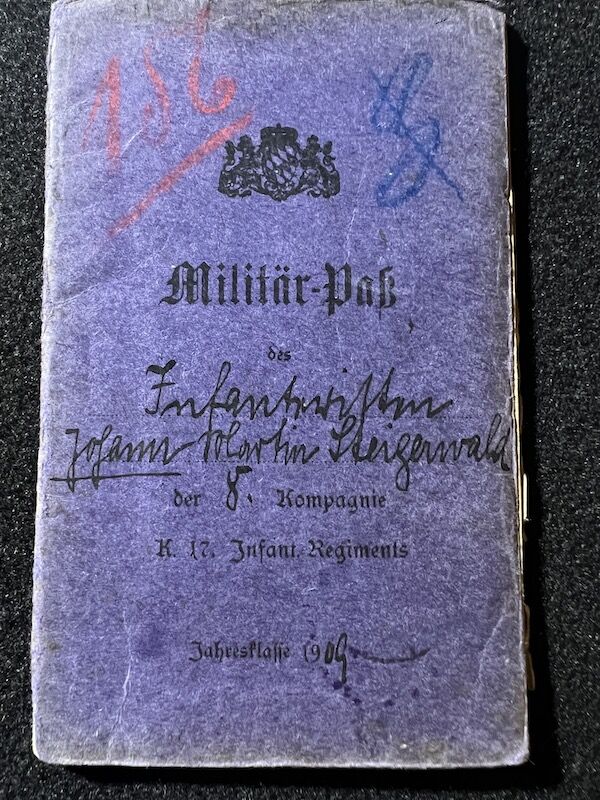 156
Militär-Paß
des
Infanteristen
Johann Martin Steigerwald
der 8. Kompagnie
K. 17. Infant.-Regiments
Jahresklasse 1909